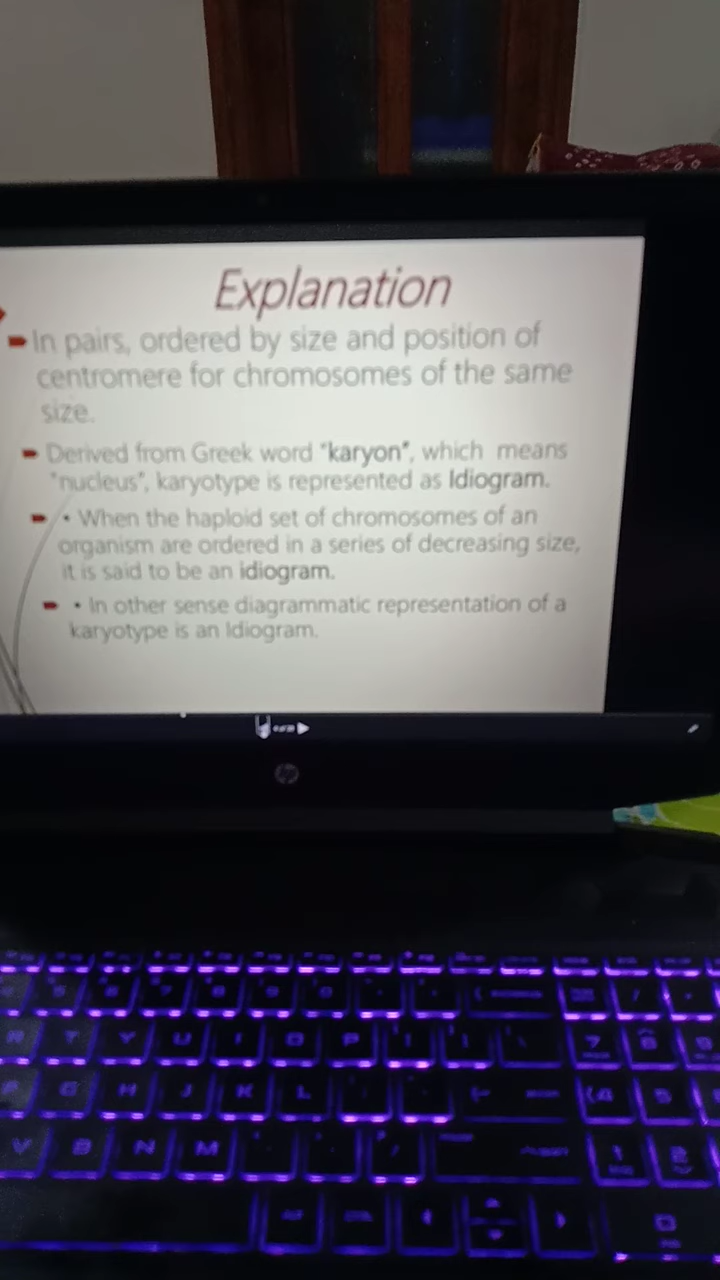 Explanation
In pairs, ordered by size and position of
centromere for chromosomes of the same
size.
Derived from Greek word "karyon", which means
"nucleus", karyotype is represented as Idiogram.
• When the haploid set of chromosomes of an
organism are ordered in a series of decreasing size,
it is said to be an idiogram.
• In other sense diagrammatic representation of a
karyotype is an Idiogram.
hp
Y U I O P
G H J K L
V B N M